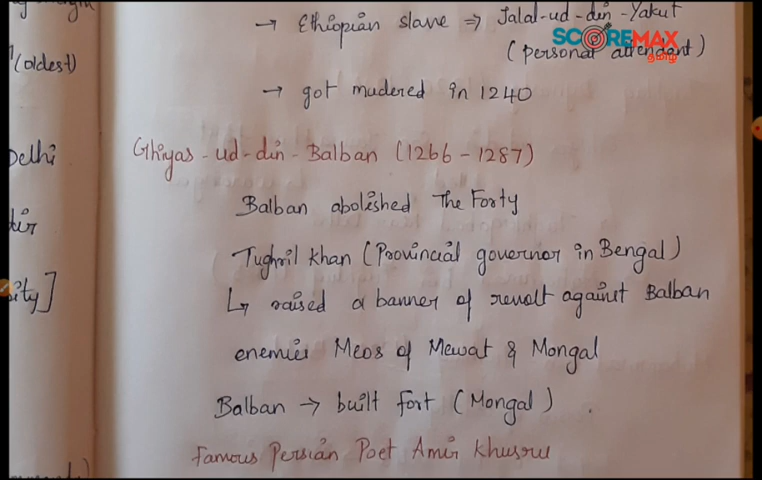 → Ethiopian slave ⇒ Jalal-ud-din-Yakut
SCOREMAX
தமிழ்
(personal attendant)
(oldest)
→ got mudered in 1240
Delhi
Ghiyas-ud-din-Balban (1266-1287)
Balban abolished The Forty
Tughril khan (Provincial governor in Bengal)
↳ raised a banner of revolt against Balban
enemies Meos of Mewat & Mongal
Balban → built fort (Mongal).
Famous Persian Poet Amir Khusru